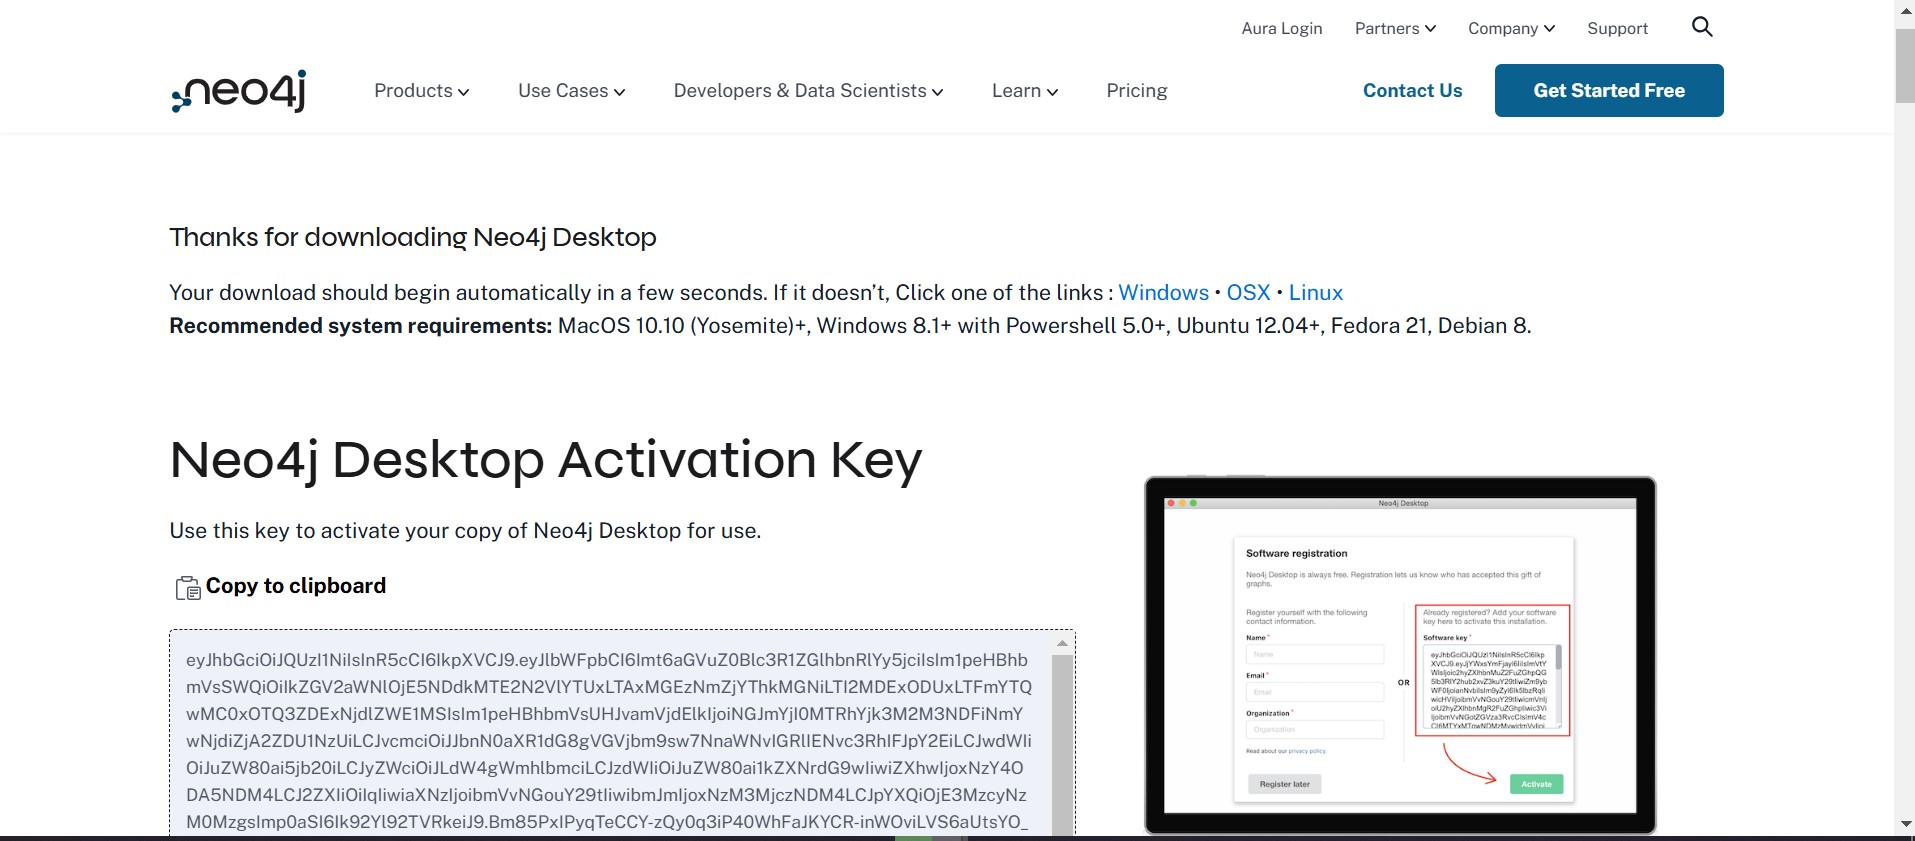 Aura Login Partners Company Support
neo4j Products Use Cases Developers & Data Scientists Learn Pricing Contact Us Get Started Free
Thanks for downloading Neo4j Desktop
Your download should begin automatically in a few seconds. If it doesn’t, Click one of the links : Windows • OSX • Linux
Recommended system requirements: MacOS 10.10 (Yosemite)+, Windows 8.1+ with Powershell 5.0+, Ubuntu 12.04+, Fedora 21, Debian 8.
Neo4j Desktop Activation Key
Use this key to activate your copy of Neo4j Desktop for use.
Copy to clipboard
eyJhbGciOiJQUzI1NiIsInR5cCI6IkpXVCJ9.eyJlbWFpbCI6Imt6aGVuZ0Blc3R1ZGlhbnRlYy5jciIsIm1peHBhb
mVsSWQiOiIkZGV2aWNlOjE5NDdkMTE2N2VlYTUxLTAxMGEzNmZjYThkMGNiLTI2MDExODUxLTFmYTQ
wMC0xOTQ3ZDExNjdlZWE1MSIsIm1peHBhbmVsUHJvamVjdElkIjoiNGJmYjI0MTRhYjk3M2M3NDFiNmY
wNjdiZjA2ZDU1NzUiLCJvcmciOiJJbnN0aXR1dG8gVGVjbm9sw7NnaWNvIGRlIENvc3RhIFJpY2EiLCJwdWIi
OiJuZW80ai5jb20iLCJyZWciOiJLdW4gWmhlbmciLCJzdWIiOiJuZW80ai1kZXNrdG9wIiwiZXhwIjoxNzY4O
DA5NDM4LCJ2ZXIiOiIqIiwiaXNzIjoibmVvNGouY29tIiwibmJmIjoxNzM3MjczNDM4LCJpYXQiOjE3MzcyNz
M0MzgsImp0aSI6Ik92Yl92TVRkeiJ9.Bm85PxIPyqTeCCY-zQy0q3iP40WhFaJKYCR-inWOviLVS6aUtsYO_
Neo4j Desktop
Software registration
Neo4j Desktop is always free. Registration lets us know who has accepted this gift of
graphs.
Register yourself with the following
contact information.
Name *
Name
Email *
Email
Organization *
Organization
Read about our privacy policy.
Register later
OR
Already registered? Add your software
key here to activate this installation.
Software key *
Activate